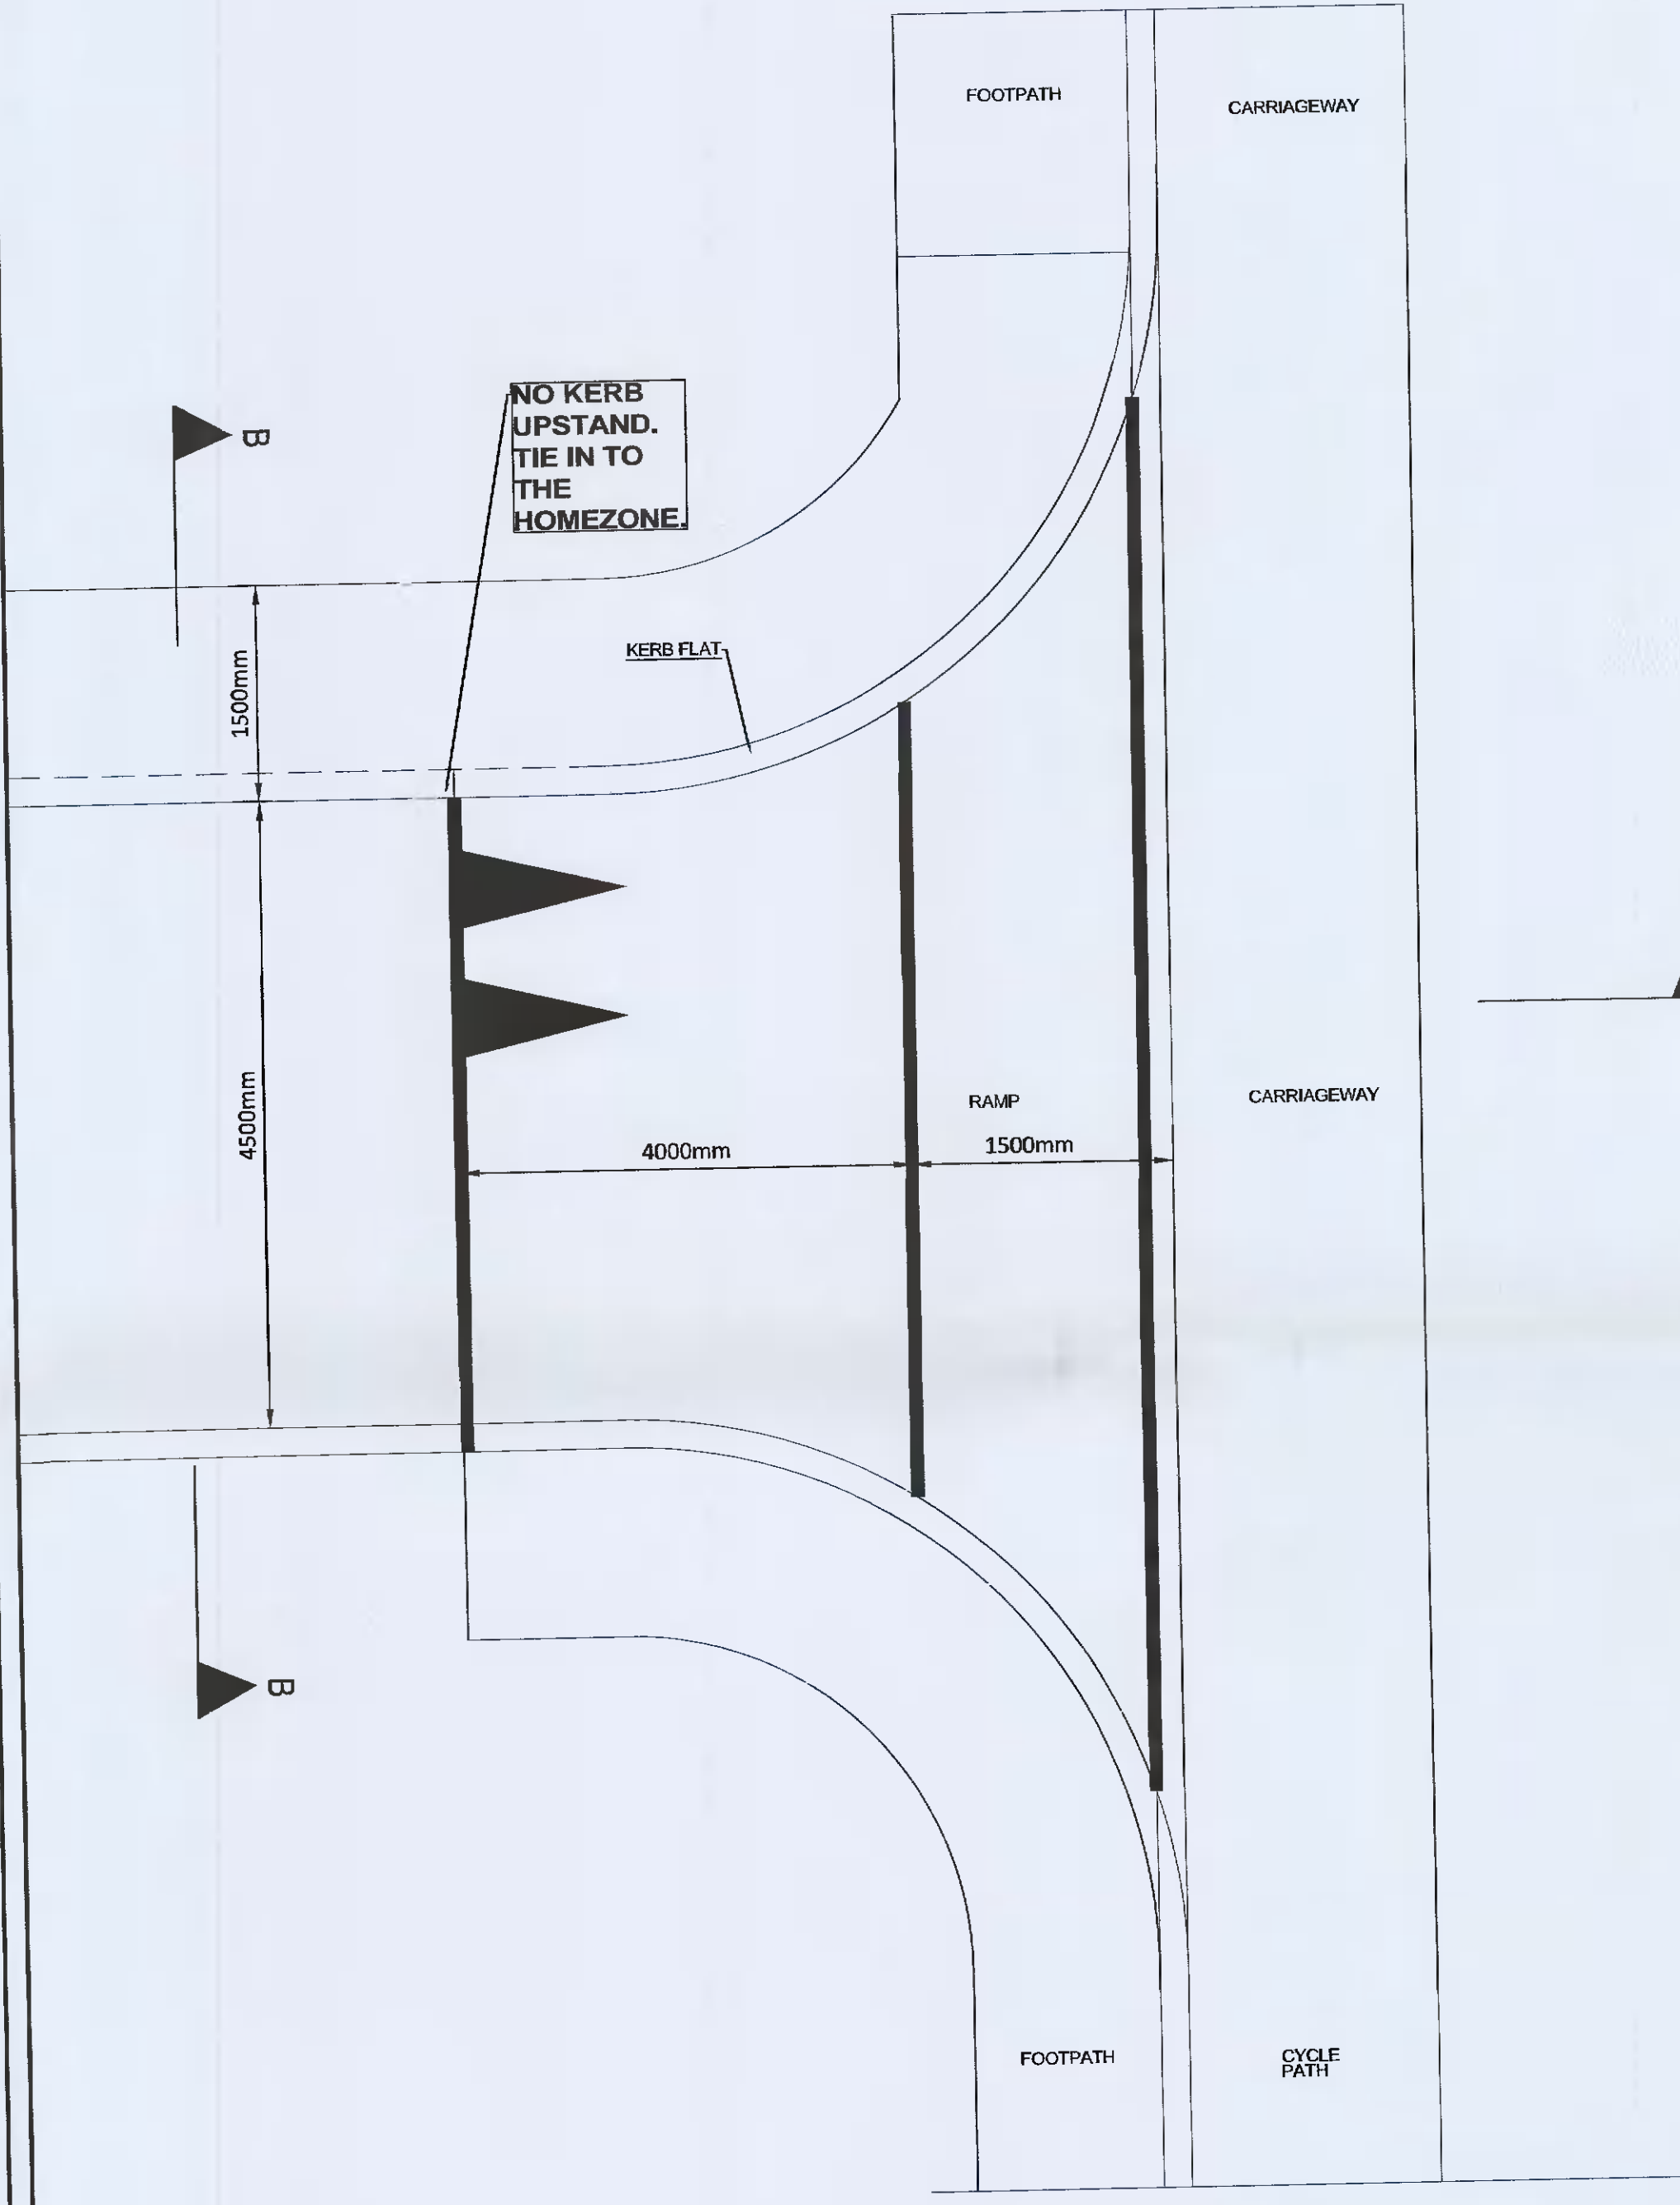 FOOTPATH
CARRIAGEWAY
NO KERB
UPSTAND.
TIE IN TO
THE
HOMEZONE.
B
KERB FLAT
1500mm
4500mm
RAMP
CARRIAGEWAY
4000mm
1500mm
B
FOOTPATH
CYCLE
PATH